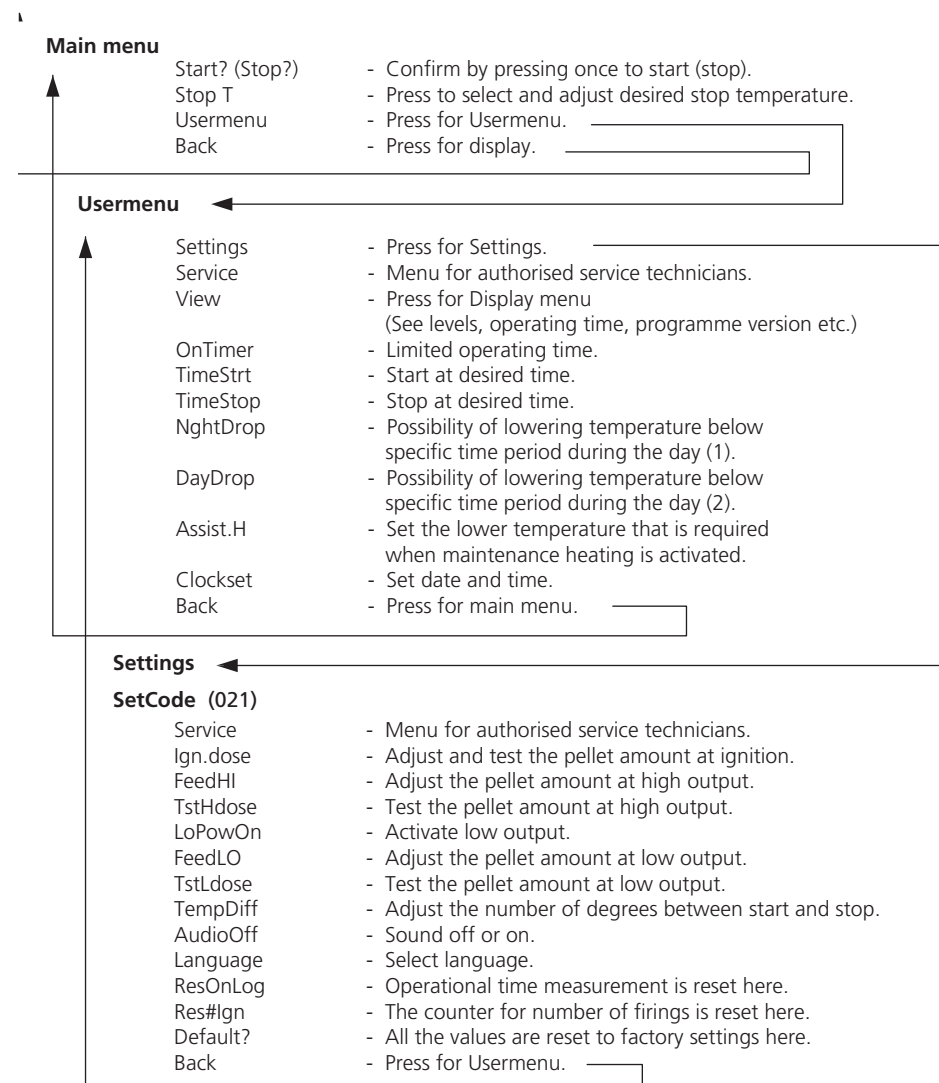 Main menu
Start? (Stop?) - Confirm by pressing once to start (stop).
Stop T - Press to select and adjust desired stop temperature.
Usermenu - Press for Usermenu.
Back - Press for display.
Usermenu
Settings - Press for Settings.
Service - Menu for authorised service technicians.
View - Press for Display menu
(See levels, operating time, programme version etc.)
OnTimer - Limited operating time.
TimeStrt - Start at desired time.
TimeStop - Stop at desired time.
NghtDrop - Possibility of lowering temperature below
specific time period during the day (1).
DayDrop - Possibility of lowering temperature below
specific time period during the day (2).
Assist.H - Set the lower temperature that is required
when maintenance heating is activated.
Clockset - Set date and time.
Back - Press for main menu.
Settings
SetCode (021)
Service - Menu for authorised service technicians.
Ign.dose - Adjust and test the pellet amount at ignition.
FeedHI - Adjust the pellet amount at high output.
TstHdose - Test the pellet amount at high output.
LoPowOn - Activate low output.
FeedLO - Adjust the pellet amount at low output.
TstLdose - Test the pellet amount at low output.
TempDiff - Adjust the number of degrees between start and stop.
AudioOff - Sound off or on.
Language - Select language.
ResOnLog - Operational time measurement is reset here.
Res#Ign - The counter for number of firings is reset here.
Default? - All the values are reset to factory settings here.
Back - Press for Usermenu.